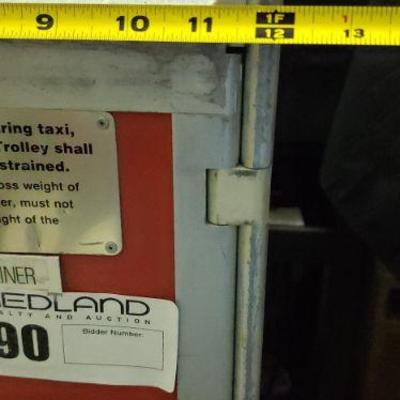 9 10 11 1F 1
12 13
ring taxi,
Trolley shall
strained.
oss weight of
er, must not
ght of the
INER
EDLAND
ALTY AND AUCTION
90
Bidder Number: